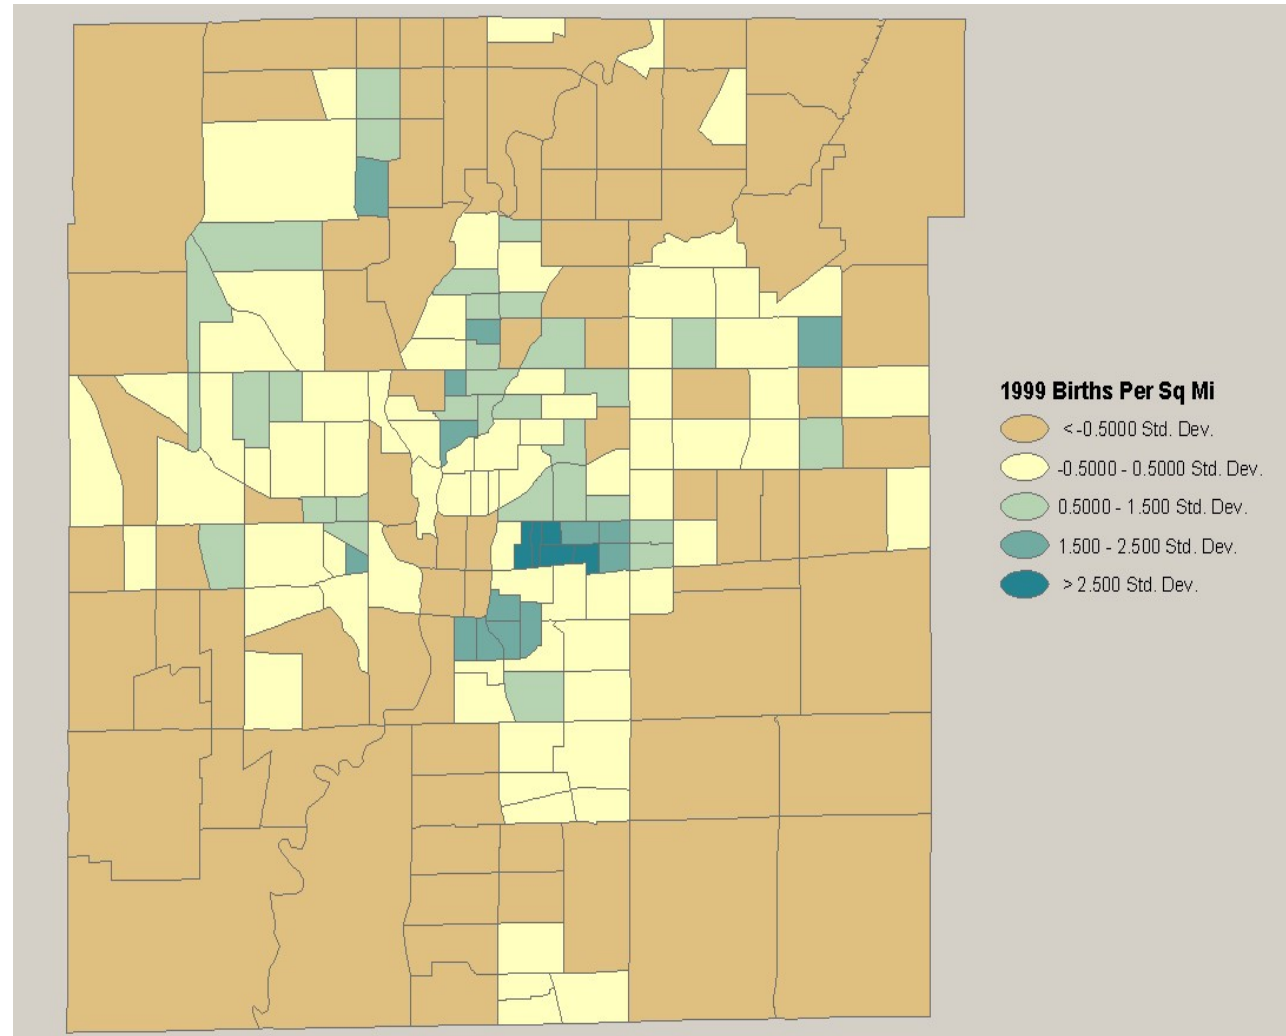 1999 Births Per Sq Mi
< -0.5000 Std. Dev.
-0.5000 - 0.5000 Std. Dev.
0.5000 - 1.500 Std. Dev.
1.500 - 2.500 Std. Dev.
> 2.500 Std. Dev.